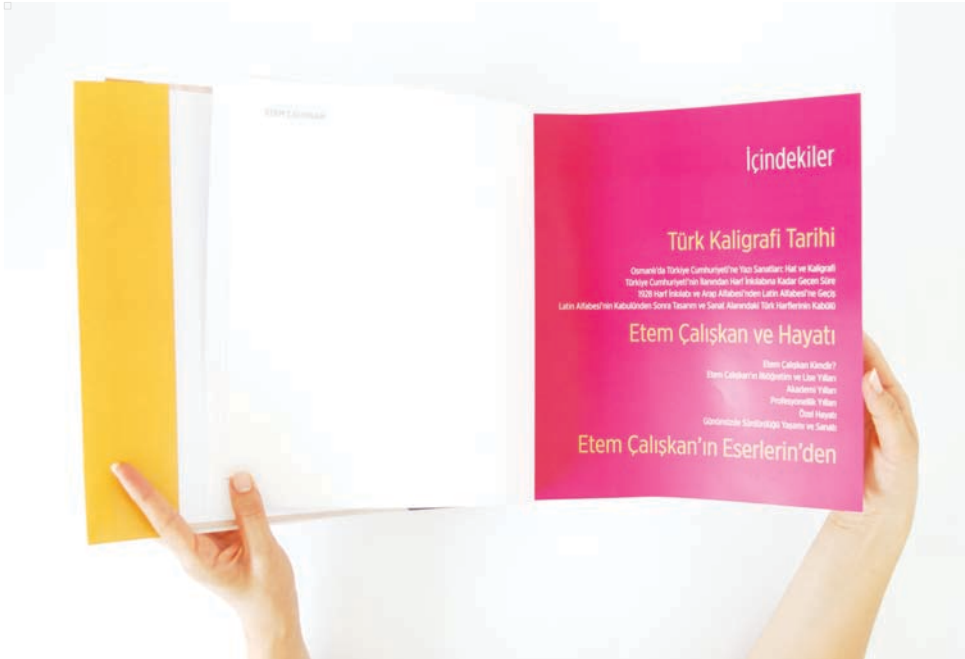 ETEM ÇALIŞKAN
İçindekiler
Türk Kaligrafi Tarihi
Osmanlı'da Türkiye Cumhuriyeti'ne Yazı Sanatları: Hat ve Kaligrafi
Türkiye Cumhuriyeti'nin İlanından Harf İnkılabına Kadar Geçen Süre
1928 Harf İnkılabı ve Arap Alfabesi'nden Latin Alfabesi'ne Geçiş
Latin Alfabesi'nin Kabulünden Sonra Tasarım ve Sanat Alanındaki Türk Harflerinin Kabülü
Etem Çalışkan ve Hayatı
Etem Çalışkan Kimdir?
Etem Çalışkan'ın İlköğretim ve Lise Yılları
Akademi Yılları
Profesyonellik Yılları
Özel Hayatı
Günümüzde Sürdürdüğü Yaşamı ve Sanatı
Etem Çalışkan'ın Eserlerin'den